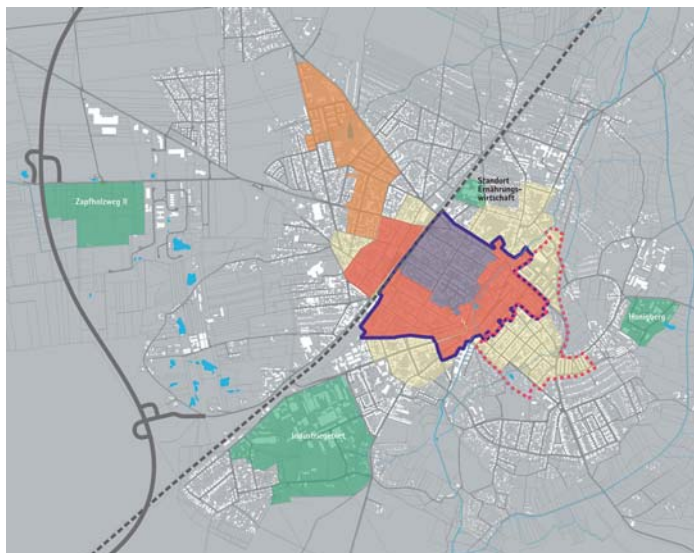 Standort
Ernährungs-
wirtschaft
Zapfholzweg II
Honigberg
Industriegebiet